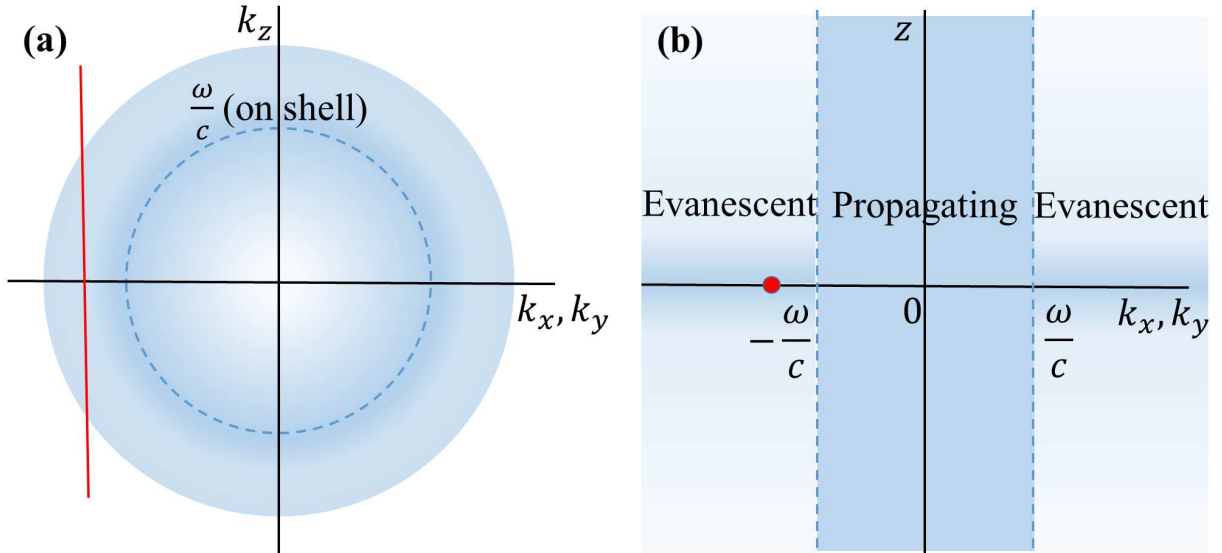 (a)
k_z
ω/c (on shell)
k_x, k_y
(b)
z
Evanescent Propagating Evanescent
0
− ω/c
ω/c
k_x, k_y